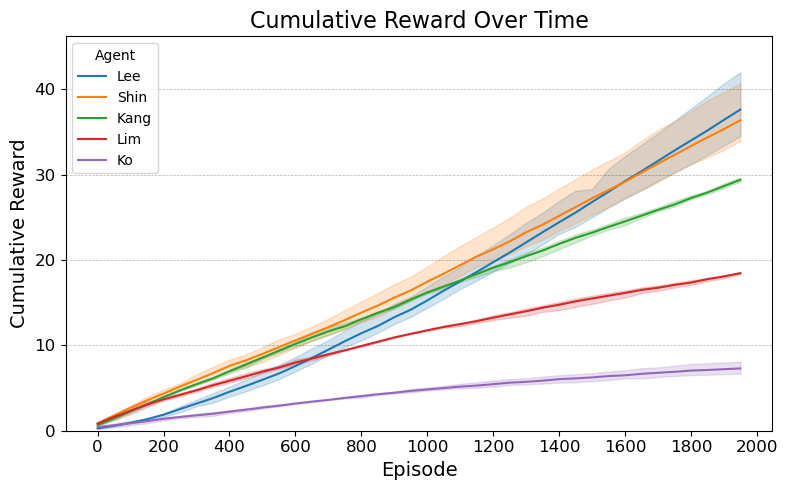 Cumulative Reward Over Time
Agent
Lee
Shin
Kang
Lim
Ko
Cumulative Reward
40
30
20
10
0
0 200 400 600 800 1000 1200 1400 1600 1800 2000
Episode